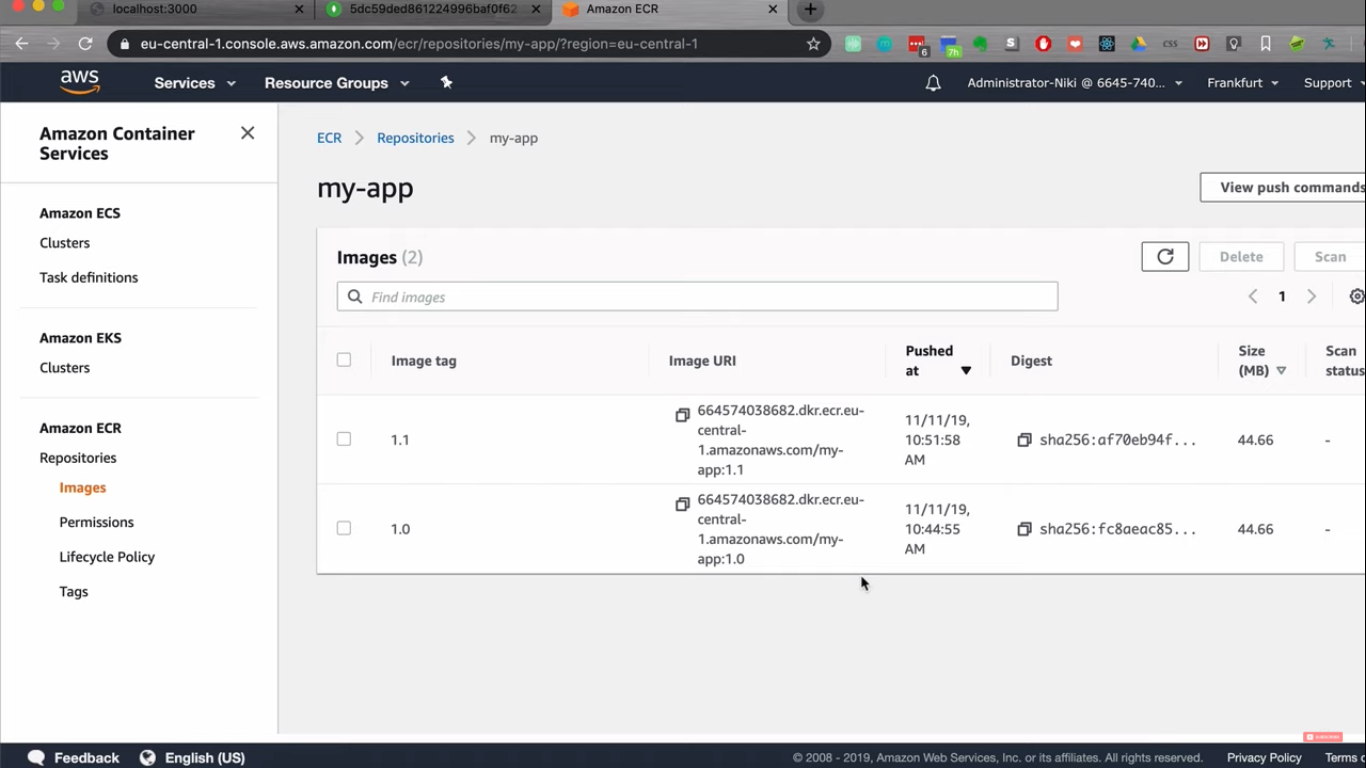 localhost:3000
5dc59ded861224996baf0f62
Amazon ECR
eu-central-1.console.aws.amazon.com/ecr/repositories/my-app/?region=eu-central-1
6
7h
S
CSS
aws
Services
Resource Groups
Administrator-Niki @ 6645-740...
Frankfurt
Support
Amazon Container
Services
Amazon ECS
Clusters
Task definitions
Amazon EKS
Clusters
Amazon ECR
Repositories
Images
Permissions
Lifecycle Policy
Tags
ECR > Repositories > my-app
my-app
View push commands
Images (2)
Delete
Scan
Find images
1
Image tag
Image URI
Pushed
at
Digest
Size
(MB)
Scan
status
1.1
664574038682.dkr.ecr.eu-
central-
1.amazonaws.com/my-
app:1.1
11/11/19,
10:51:58
AM
sha256:af70eb94f...
44.66
-
1.0
664574038682.dkr.ecr.eu-
central-
1.amazonaws.com/my-
app:1.0
11/11/19,
10:44:55
AM
sha256:fc8aeac85...
44.66
-
SUBSCRIBE
Feedback
English (US)
© 2008 - 2019, Amazon Web Services, Inc. or its affiliates. All rights reserved.
Privacy Policy
Terms